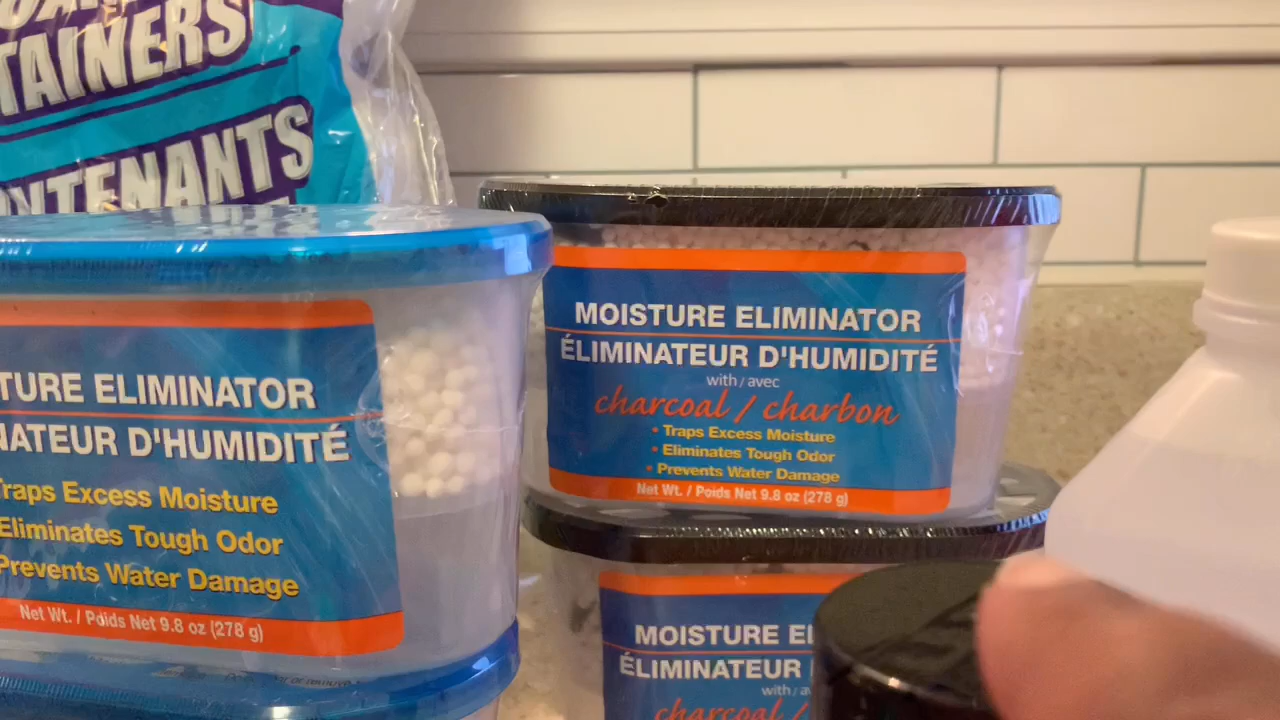 TAINERS
TURE ELIMINATOR
NATEUR D'HUMIDITÉ
Traps Excess Moisture
Eliminates Tough Odor
Prevents Water Damage
Net Wt. / Poids Net 9.8 oz (278 g)
MOISTURE ELIMINATOR
ÉLIMINATEUR D'HUMIDITÉ
with / avec
charcoal / charbon
• Traps Excess Moisture
• Eliminates Tough Odor
• Prevents Water Damage
Net Wt. / Poids Net 9.8 oz (278 g)
MOISTURE EL
ÉLIMINATEUR
with / av
charcoal /